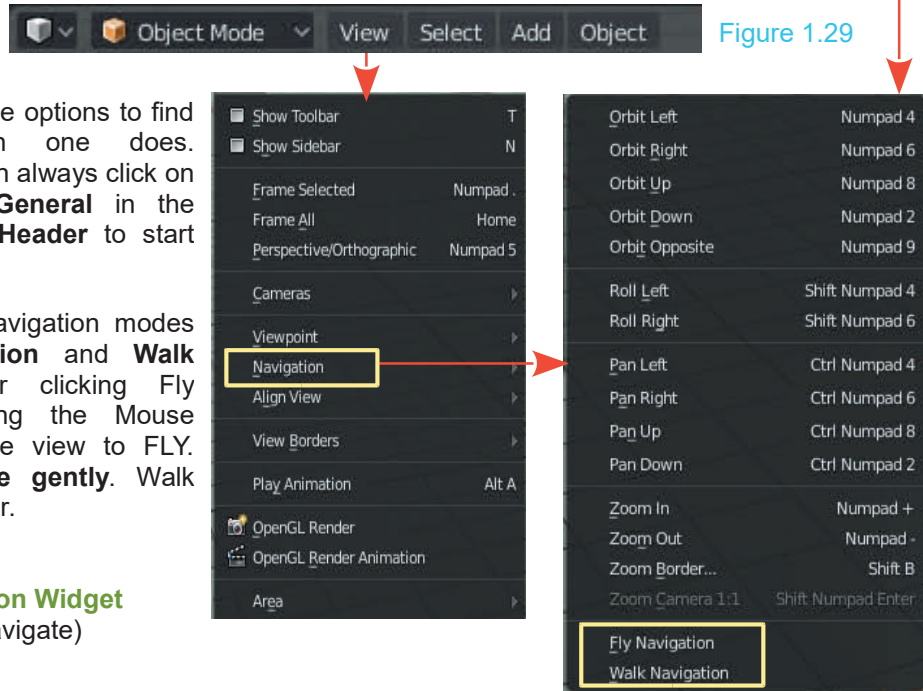 Object Mode View Select Add Object
Figure 1.29
e options to find
one does.
always click on
General in the
Header to start
avigation modes
and Walk
clicking Fly
the Mouse
e view to FLY.
gently. Walk
on Widget
avigate)
Show Toolbar T
Show Sidebar N
Frame Selected Numpad .
Frame All Home
Perspective/Orthographic Numpad 5
Cameras
Viewpoint
Navigation
Align View
View Borders
Play Animation Alt A
OpenGL Render
OpenGL Render Animation
Area
Orbit Left Numpad 4
Orbit Right Numpad 6
Orbit Up Numpad 8
Orbit Down Numpad 2
Orbit Opposite Numpad 9
Roll Left Shift Numpad 4
Roll Right Shift Numpad 6
Pan Left Ctrl Numpad 4
Pan Right Ctrl Numpad 6
Pan Up Ctrl Numpad 8
Pan Down Ctrl Numpad 2
Zoom In Numpad +
Zoom Out Numpad -
Zoom Border... Shift B
Zoom Camera 1:1 Shift Numpad Enter
Fly Navigation
Walk Navigation